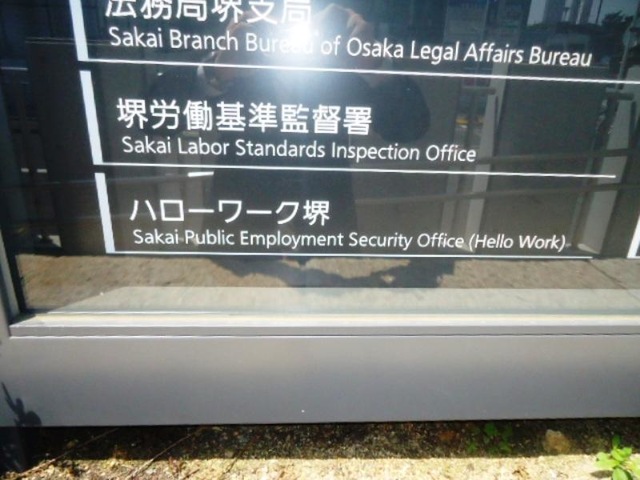 法務局堺支局
Sakai Branch Bureau of Osaka Legal Affairs Bureau
堺労働基準監督署
Sakai Labor Standards Inspection Office
ハローワーク堺
Sakai Public Employment Security Office (Hello Work)